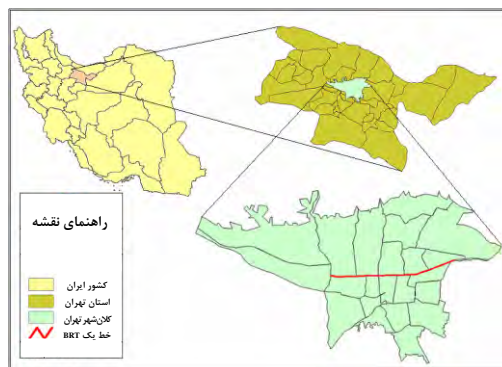 راهنمای نقشه
کشور ایران
استان تهران
کلان‌شهر تهران
خط یک BRT